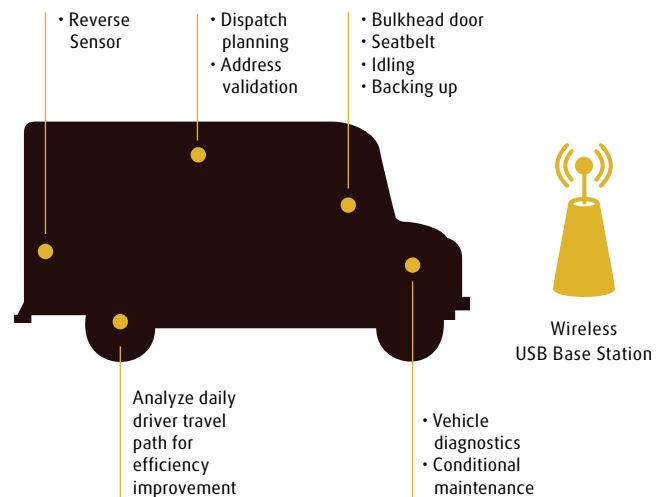 · Reverse
Sensor
· Dispatch
planning
· Address
validation
· Bulkhead door
· Seatbelt
· Idling
· Backing up
Wireless
USB Base Station
Analyze daily
driver travel
path for
efficiency
improvement
· Vehicle
diagnostics
· Conditional
maintenance